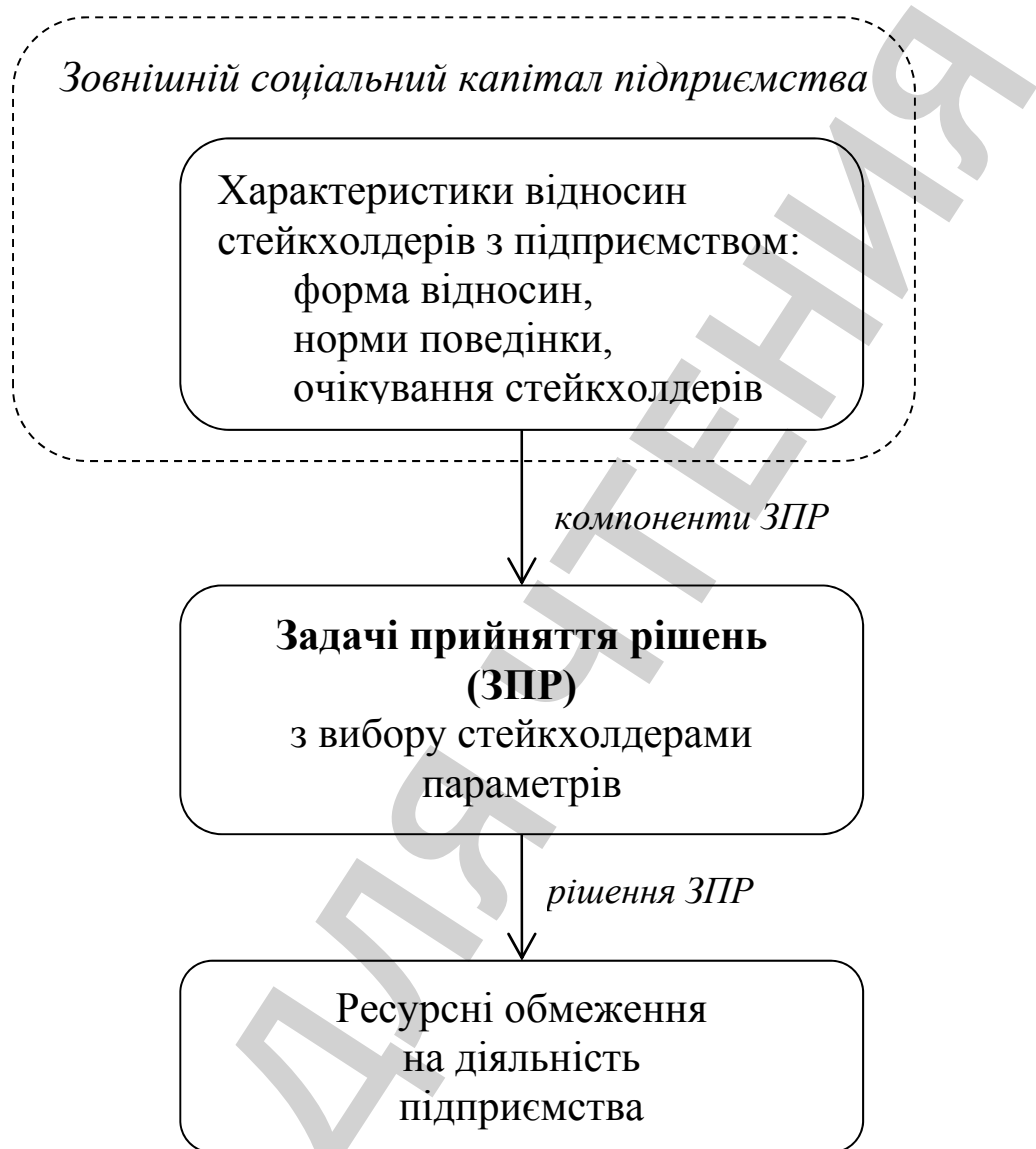 Зовнішній соціальний капітал підприємства
Характеристики відносин
стейкхолдерів з підприємством:
форма відносин,
норми поведінки,
очікування стейкхолдерів
компоненти ЗПР
Задачі прийняття рішень
(ЗПР)
з вибору стейкхолдерами
параметрів
рішення ЗПР
Ресурсні обмеження
на діяльність
підприємства
ДЛЯ ЧТЕНИЯ